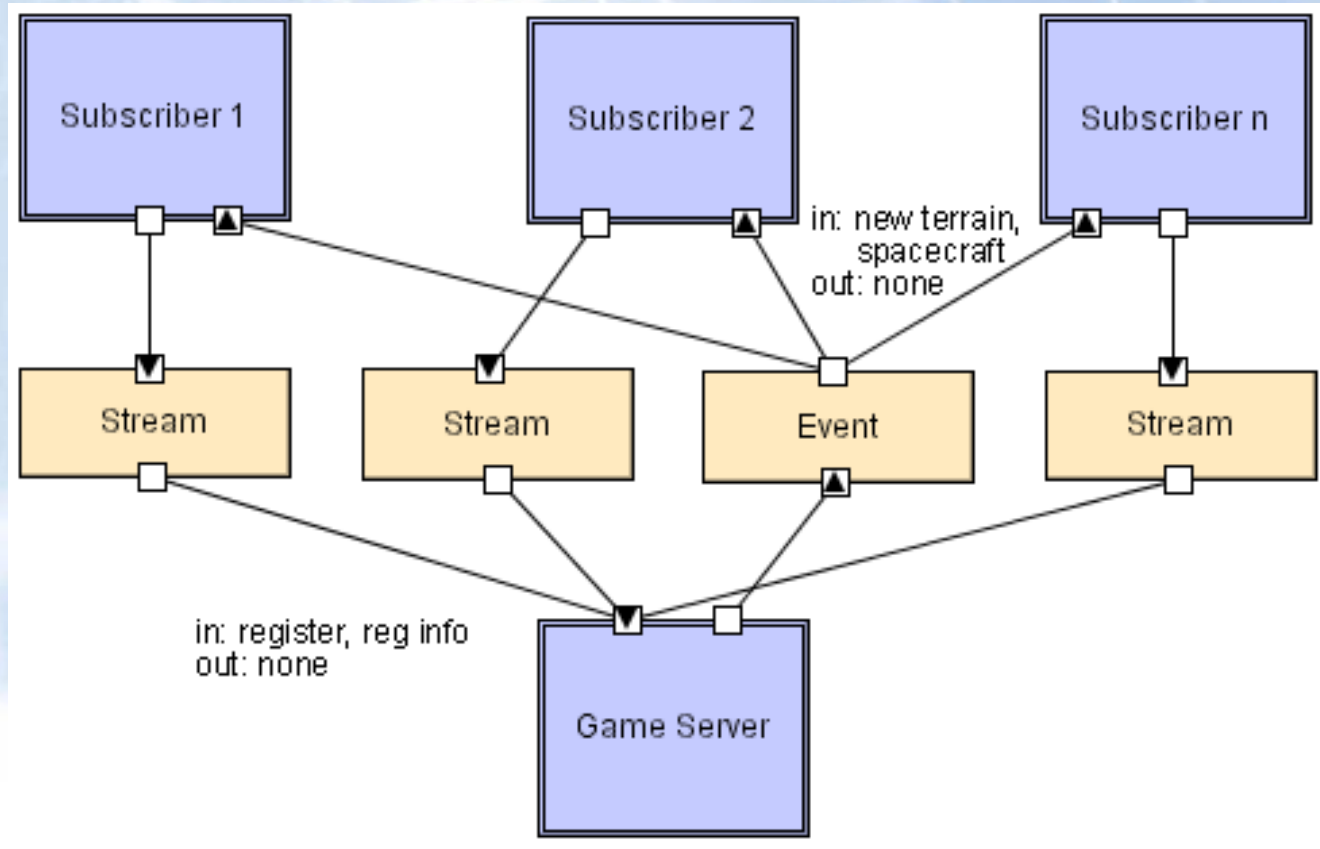 Subscriber 1
Subscriber 2
Subscriber n
in: new terrain,
spacecraft
out: none
Stream
Stream
Event
Stream
in: register, reg info
out: none
Game Server